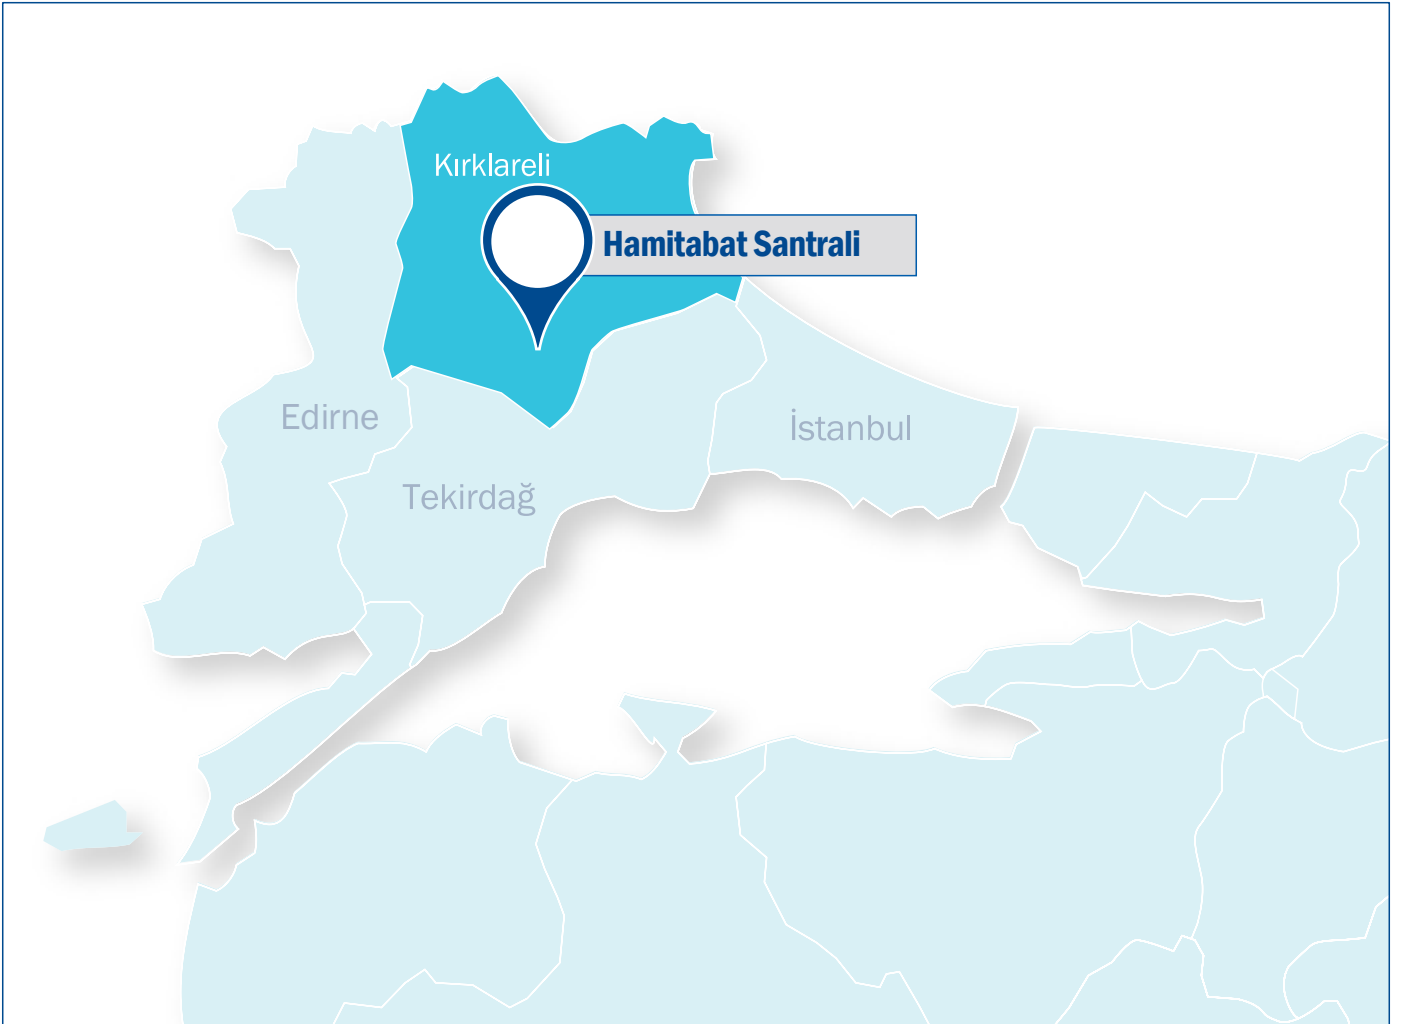 Kırklareli
Hamitabat Santrali
Edirne
İstanbul
Tekirdağ